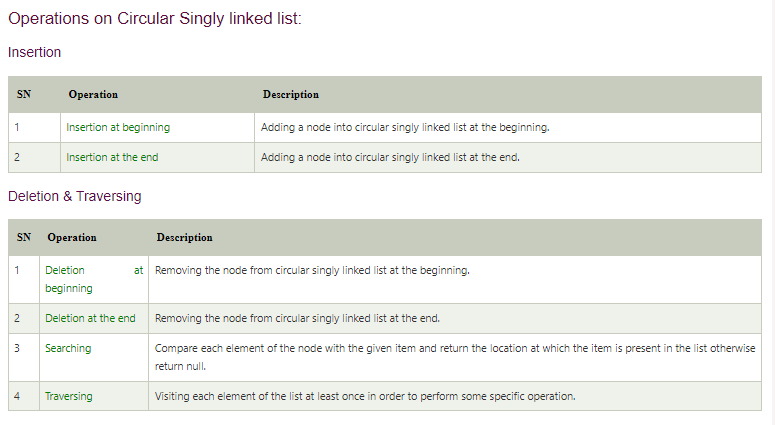 Operations on Circular Singly linked list:
Insertion
SN Operation Description
1 Insertion at beginning Adding a node into circular singly linked list at the beginning.
2 Insertion at the end Adding a node into circular singly linked list at the end.
Deletion & Traversing
SN Operation Description
1 Deletion at Removing the node from circular singly linked list at the beginning.
beginning
2 Deletion at the end Removing the node from circular singly linked list at the end.
3 Searching Compare each element of the node with the given item and return the location at which the item is present in the list otherwise
return null.
4 Traversing Visiting each element of the list at least once in order to perform some specific operation.